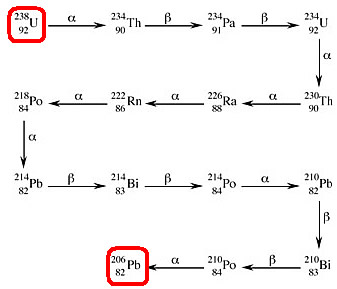 238 92 U α 234 90 Th β 234 91 Pa β 234 92 U
α
218 84 Po α 222 86 Rn α 226 88 Ra α 230 90 Th
α
214 82 Pb β 214 83 Bi β 214 84 Po α 210 82 Pb
β
206 82 Pb α 210 84 Po β 210 83 Bi